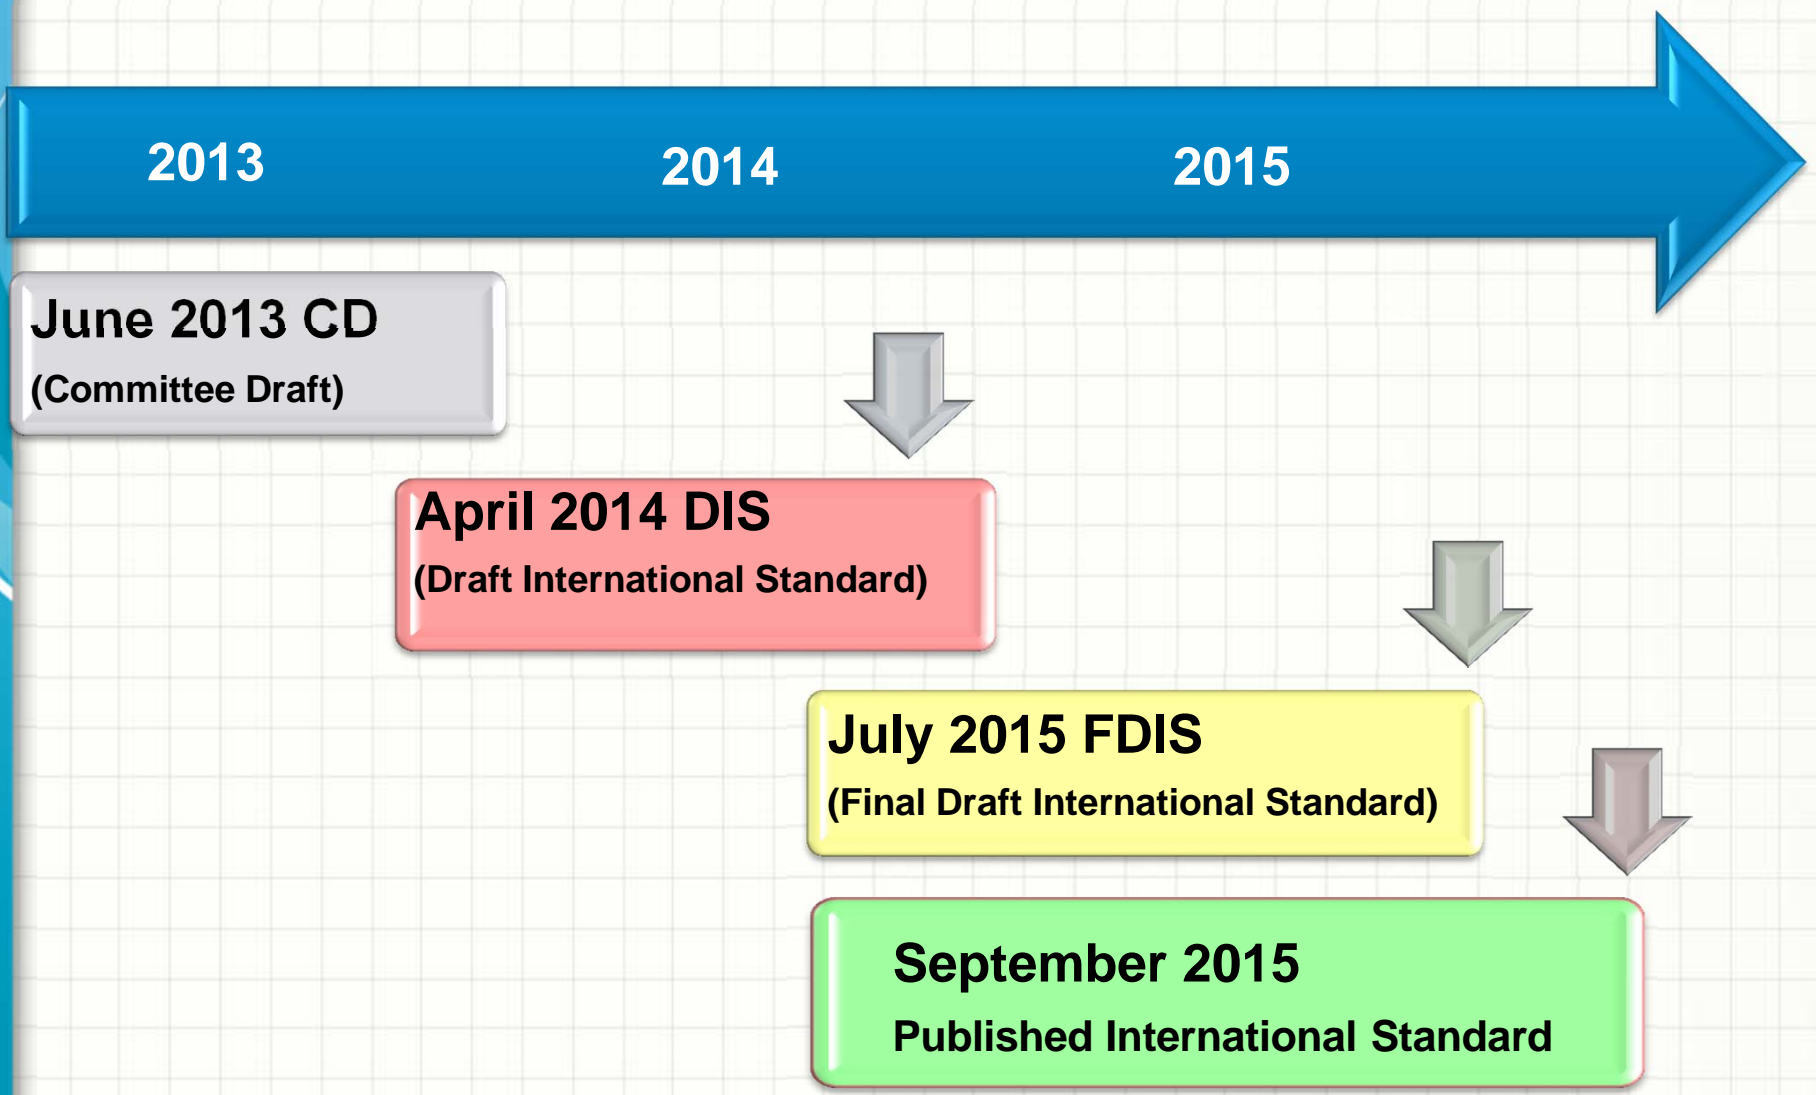 2013 2014 2015
June 2013 CD
(Committee Draft)
April 2014 DIS
(Draft International Standard)
July 2015 FDIS
(Final Draft International Standard)
September 2015
Published International Standard